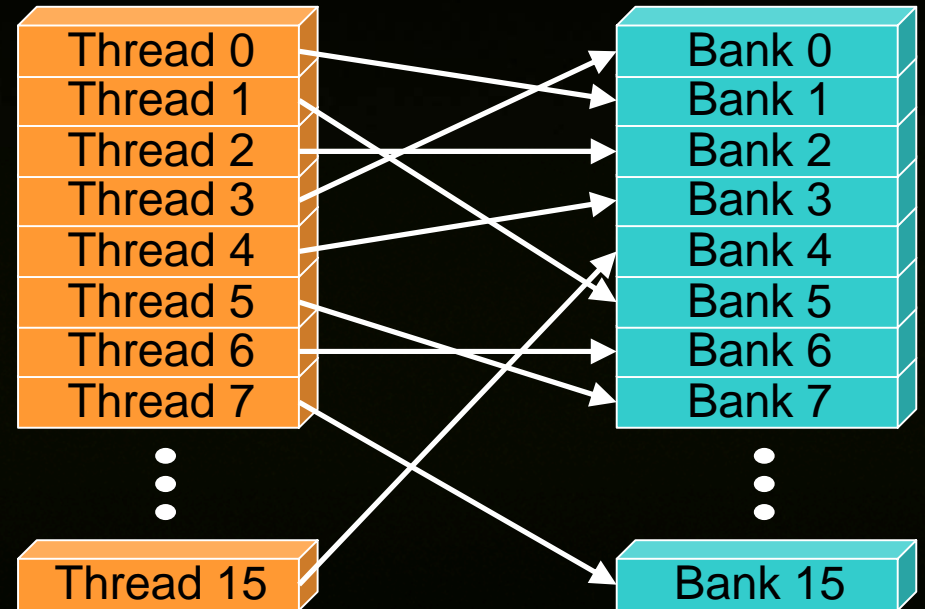 Thread 0
Thread 1
Thread 2
Thread 3
Thread 4
Thread 5
Thread 6
Thread 7
Thread 15
Bank 0
Bank 1
Bank 2
Bank 3
Bank 4
Bank 5
Bank 6
Bank 7
Bank 15